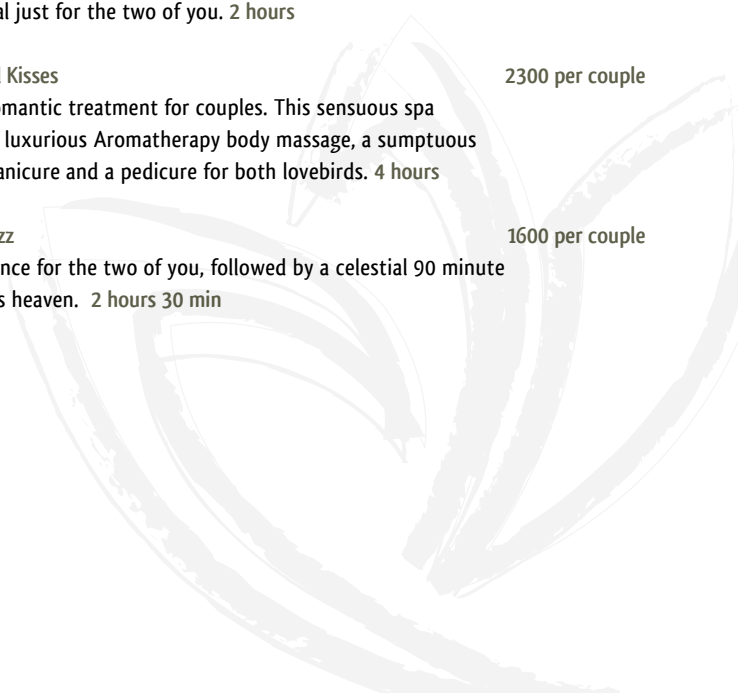 al just for the two of you. 2 hours
Kisses 2300 per couple
omantic treatment for couples. This sensuous spa
luxurious Aromatherapy body massage, a sumptuous
anicure and a pedicure for both lovebirds. 4 hours
zz 1600 per couple
nce for the two of you, followed by a celestial 90 minute
s heaven. 2 hours 30 min